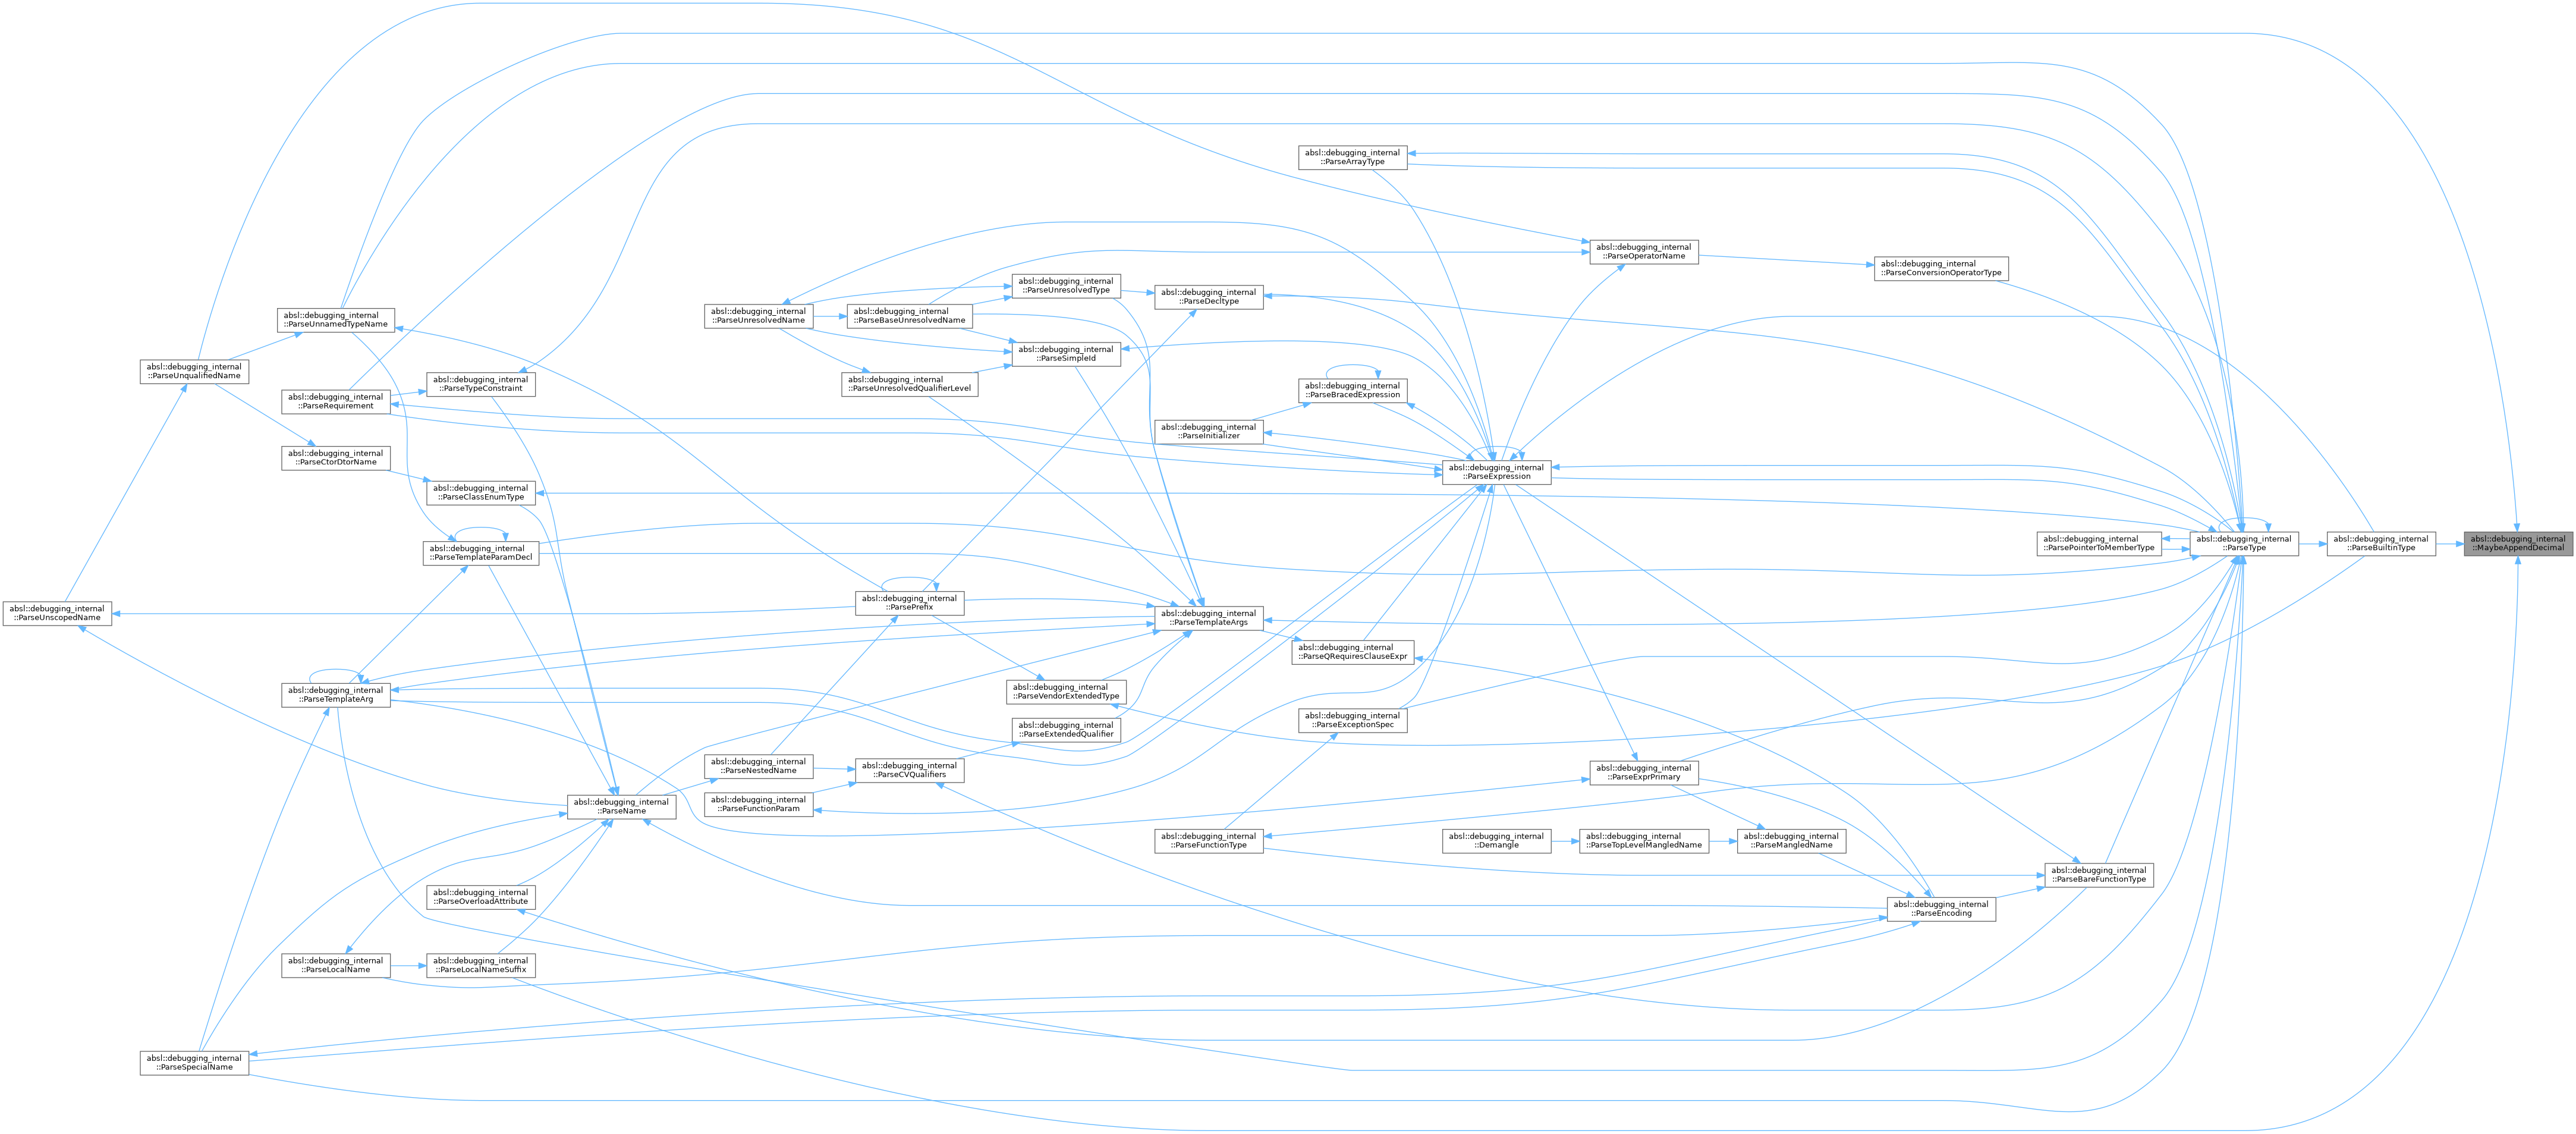 absl::debugging_internal
::ParseArrayType
absl::debugging_internal
::ParseOperatorName
absl::debugging_internal
::ParseConversionOperatorType
absl::debugging_internal
::ParseUnresolvedType
absl::debugging_internal
::ParseDecltype
absl::debugging_internal
::ParseUnnamedTypeName
absl::debugging_internal
::ParseUnresolvedName
absl::debugging_internal
::ParseBaseUnresolvedName
absl::debugging_internal
::ParseSimpleId
absl::debugging_internal
::ParseUnqualifiedName
absl::debugging_internal
::ParseTypeConstraint
absl::debugging_internal
::ParseUnresolvedQualifierLevel
absl::debugging_internal
::ParseBracedExpression
absl::debugging_internal
::ParseRequirement
absl::debugging_internal
::ParseInitializer
absl::debugging_internal
::ParseCtorDtorName
absl::debugging_internal
::ParseExpression
absl::debugging_internal
::ParseClassEnumType
absl::debugging_internal
::ParsePointerToMemberType
absl::debugging_internal
::ParseType
absl::debugging_internal
::ParseBuiltinType
absl::debugging_internal
::MaybeAppendDecimal
absl::debugging_internal
::ParseTemplateParamDecl
absl::debugging_internal
::ParseUnscopedName
absl::debugging_internal
::ParsePrefix
absl::debugging_internal
::ParseTemplateArgs
absl::debugging_internal
::ParseQRequiresClauseExpr
absl::debugging_internal
::ParseTemplateArg
absl::debugging_internal
::ParseVendorExtendedType
absl::debugging_internal
::ParseExceptionSpec
absl::debugging_internal
::ParseExtendedQualifier
absl::debugging_internal
::ParseNestedName
absl::debugging_internal
::ParseCVQualifiers
absl::debugging_internal
::ParseExprPrimary
absl::debugging_internal
::ParseName
absl::debugging_internal
::ParseFunctionParam
absl::debugging_internal
::ParseFunctionType
absl::debugging_internal
::Demangle
absl::debugging_internal
::ParseTopLevelMangledName
absl::debugging_internal
::ParseMangledName
absl::debugging_internal
::ParseBareFunctionType
absl::debugging_internal
::ParseOverloadAttribute
absl::debugging_internal
::ParseEncoding
absl::debugging_internal
::ParseLocalName
absl::debugging_internal
::ParseLocalNameSuffix
absl::debugging_internal
::ParseSpecialName